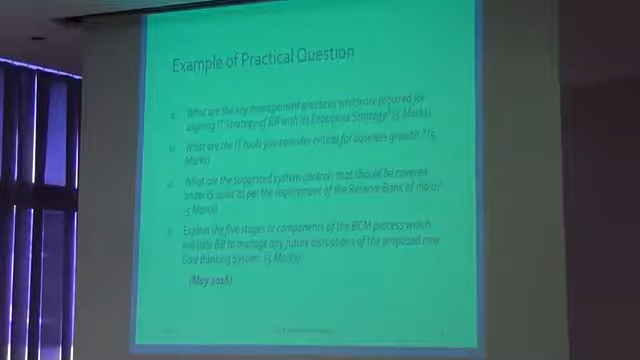 Example of Practical Question
What are the key management practices which are required for
aligning IT Strategy of BB with its Enterprise Strategy? (5 Marks)
What are the IT tools you consider critical for business growth? (5
Marks)
What are the suggested system controls that should be covered
under IS audit as per the requirement of the Reserve Bank of India?
(5 Marks)
Explain the five stages or components of the BCM process which
will help BB to manage any future disruptions of the proposed new
Core Banking System. (5 Marks)
(May 2016)